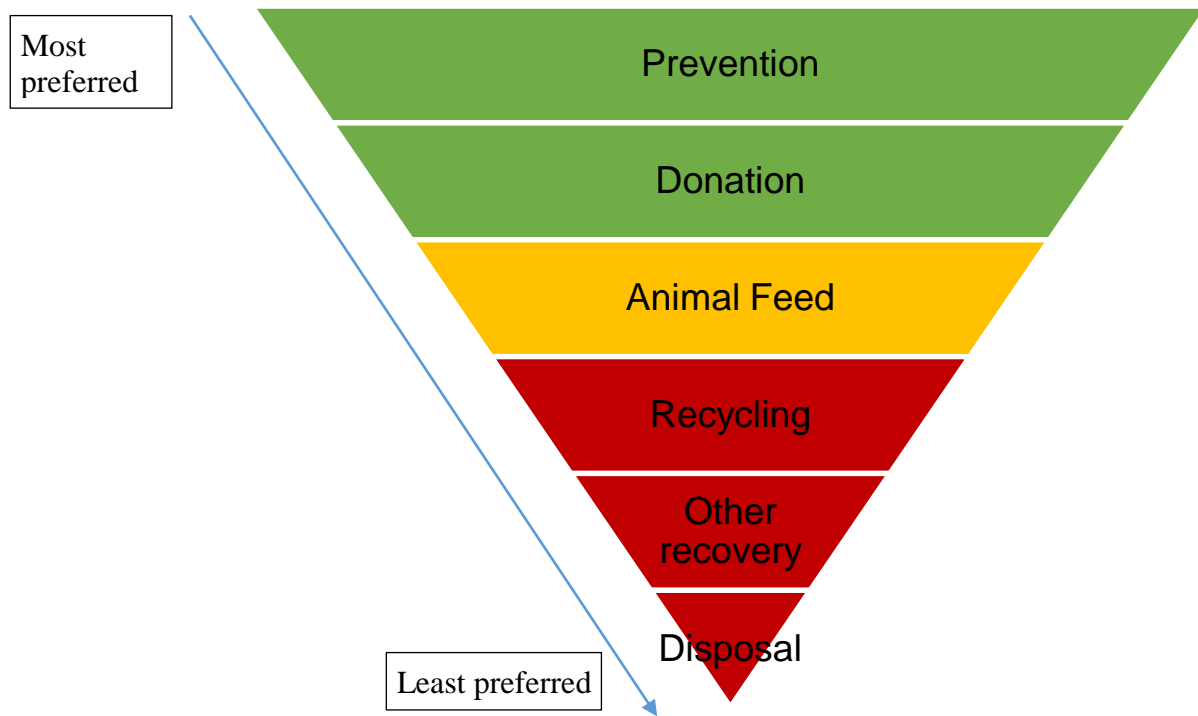 Most
preferred
Prevention
Donation
Animal Feed
Recycling
Other
recovery
Disposal
Least preferred